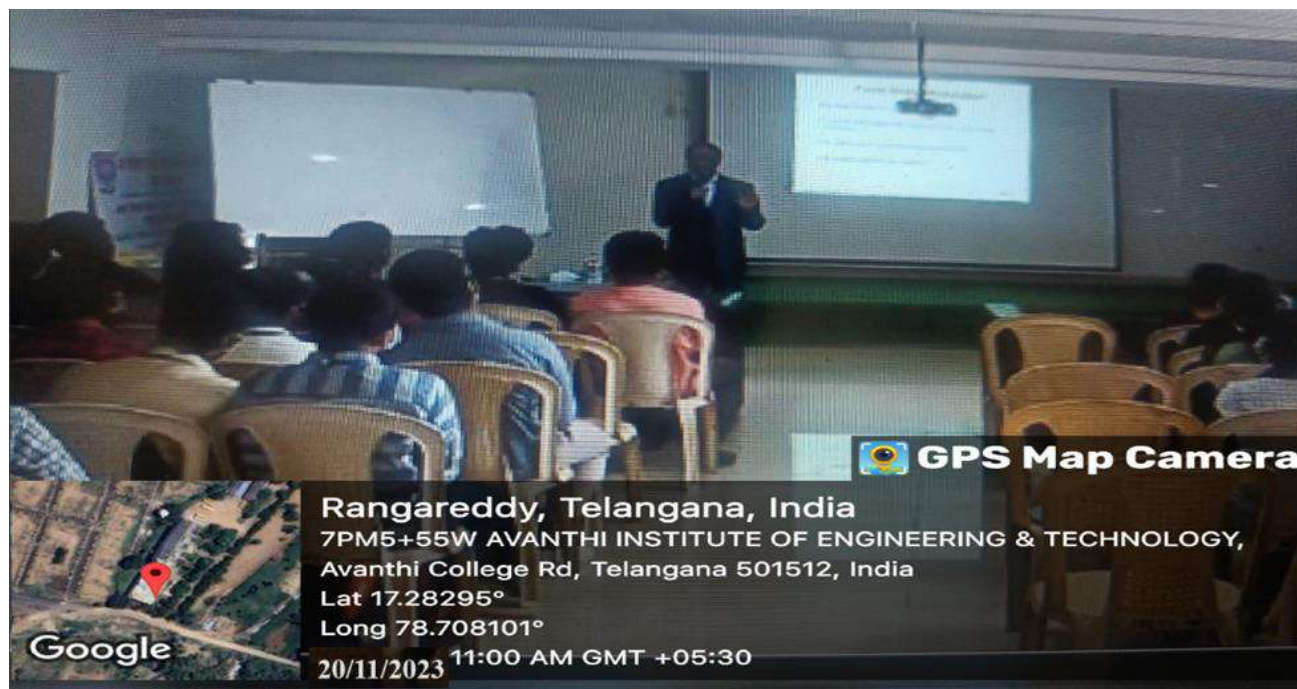 GPS Map Camera
Rangareddy, Telangana, India
7PM5+55W AVANTHI INSTITUTE OF ENGINEERING & TECHNOLOGY,
Avanthi College Rd, Telangana 501512, India
Lat 17.28295°
Long 78.708101°
20/11/2023 11:00 AM GMT +05:30
Google